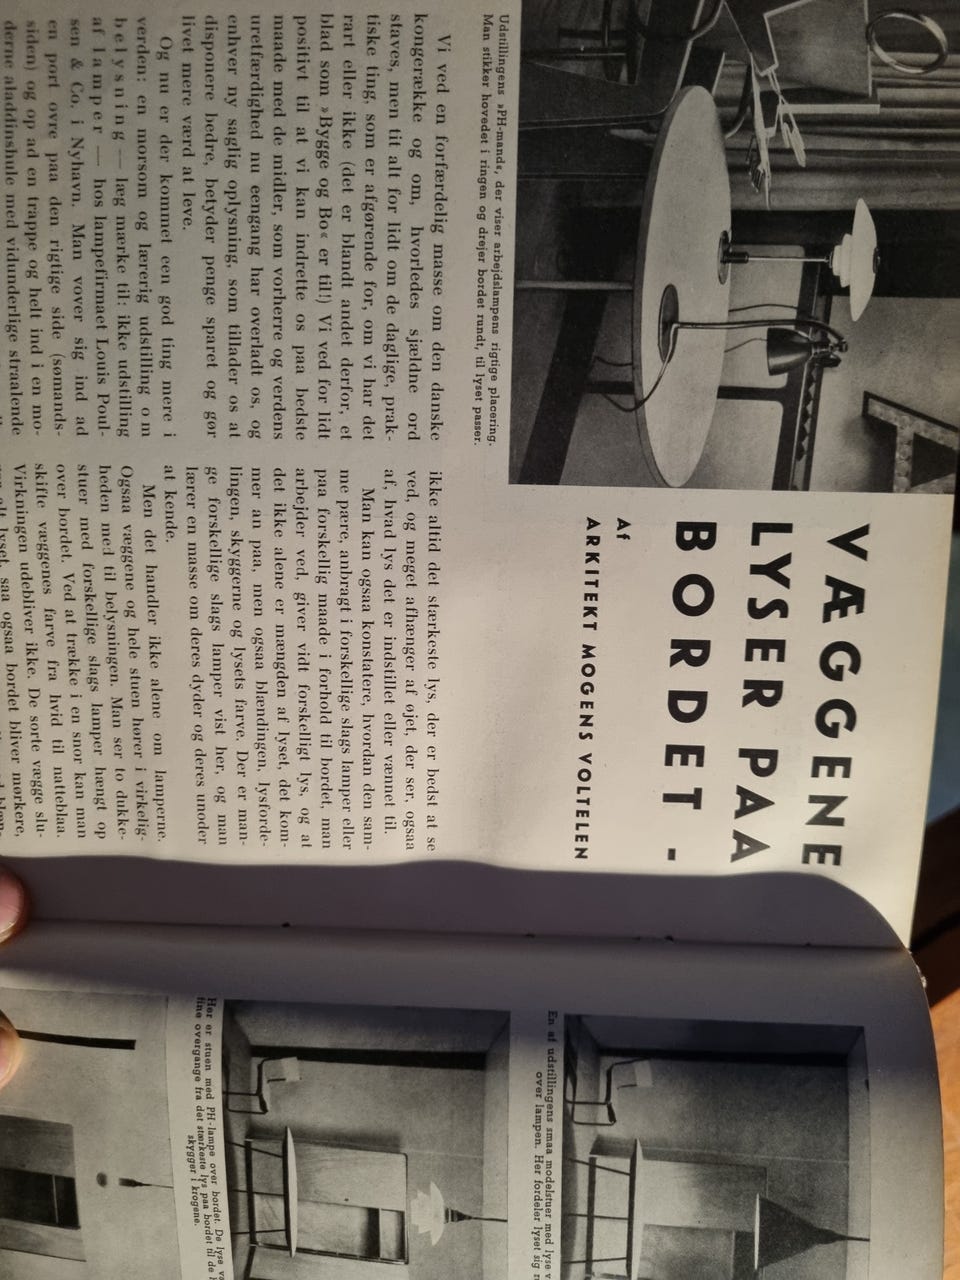 VÆGGENE
LYSER PAA
BORDET -
Af
ARKITEKT MOGENS VOLTELEN
Udstillingens »PH-mand«, der viser arbejdslampens rigtige placering.
Man stikker hovedet i ringen og drejer bordet rundt, til lyset passer.
Vi ved en forfærdelig masse om den danske
kongerække og om, hvorledes sjældne ord
staves, men tit alt for lidt om de daglige, prak-
tiske ting, som er afgørende for, om vi har det
rart eller ikke (det er blandt andet derfor, et
blad som »Bygge og Bo« er til!) Vi ved for lidt
positivt til at vi kan indrette os paa bedste
maade med de midler, som vorherre og verdens
uretfærdighed nu eengang har overladt os, og
enhver ny saglig oplysning, som tillader os at
disponere bedre, betyder penge sparet og gør
livet mere værd at leve.
Og nu er der kommet een god ting mere i
verden: en morsom og lærerig udstilling om
belysning — læg mærke til: ikke udstilling
af lamper — hos lampefirmaet Louis Poul-
sen & Co. i Nyhavn. Man vover sig ind ad
en port ovre paa den rigtige side (sømands-
siden) og op ad en trappe og helt ind i en mo-
derne aladdinshule med vidunderlige straalende
ikke altid det stærkeste lys, der er bedst at se
ved, og meget afhænger af øjet, der ser, ogsaa
af, hvad lys det er indstillet eller vænnet til.
Man kan ogsaa konstatere, hvordan den sam-
me pære, anbragt i forskellige slags lamper eller
paa forskellig maade i forhold til bordet, man
arbejder ved, giver vidt forskelligt lys, og at
det ikke alene er mængden af lyset, det kom-
mer an paa, men ogsaa blændingen, lysforde-
lingen, skyggerne og lysets farve. Der er man-
ge forskellige slags lamper vist her, og man
lærer en masse om deres dyder og deres unoder
at kende.
Men det handler ikke alene om lamperne.
Ogsaa væggene og hele stuen hører i virkelig-
heden med til belysningen. Man ser to dukke-
stuer med forskellige slags lamper hængt op
over bordet. Ved at trække i en snor kan man
skifte væggenes farve fra hvid til natteblaa.
Virkningen udebliver ikke. De sorte vægge slu-
alt lyset, saa ogsaa bordet bliver mørkere,
En af udstillingens smaa modelstuer med lyse
over lampen. Her fordeler lyset sig
Her er stuen med PH-lampe over bordet. De lyse
fine overgange fra det stærkeste lys paa bordet til de
skygger i krogene.